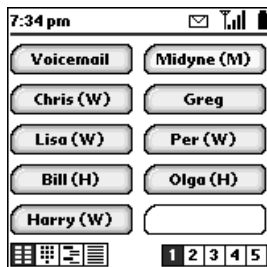 7:34 pm
Voicemail Midyne (M)
Chris (W) Greg
Lisa (W) Per (W)
Bill (H) Olga (H)
Harry (W)
1 2 3 4 5